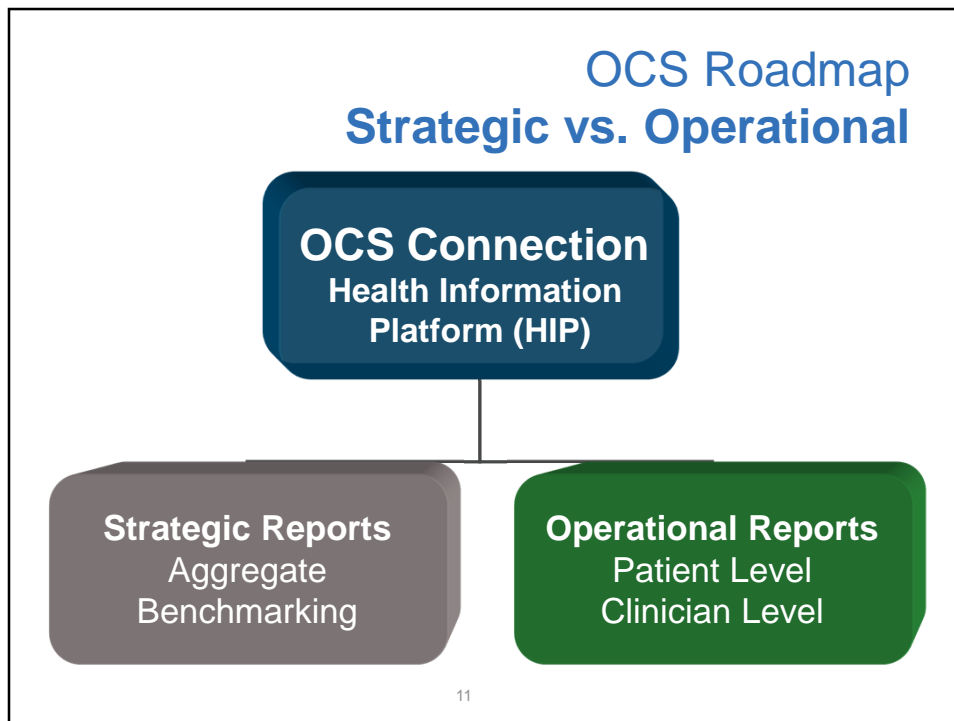 OCS Roadmap
Strategic vs. Operational
OCS Connection
Health Information
Platform (HIP)
Strategic Reports
Aggregate
Benchmarking
Operational Reports
Patient Level
Clinician Level
11